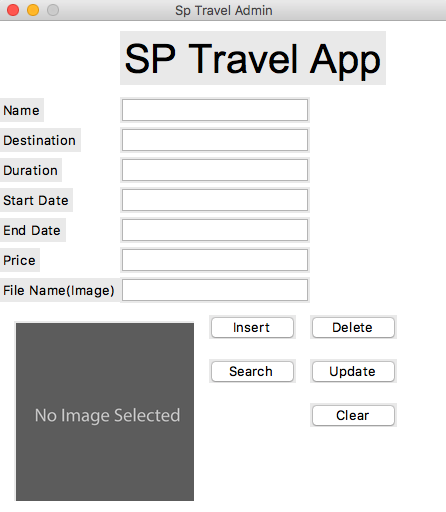 Sp Travel Admin
SP Travel App
Name
Destination
Duration
Start Date
End Date
Price
File Name(Image)
Insert
Delete
Search
Update
Clear
No Image Selected